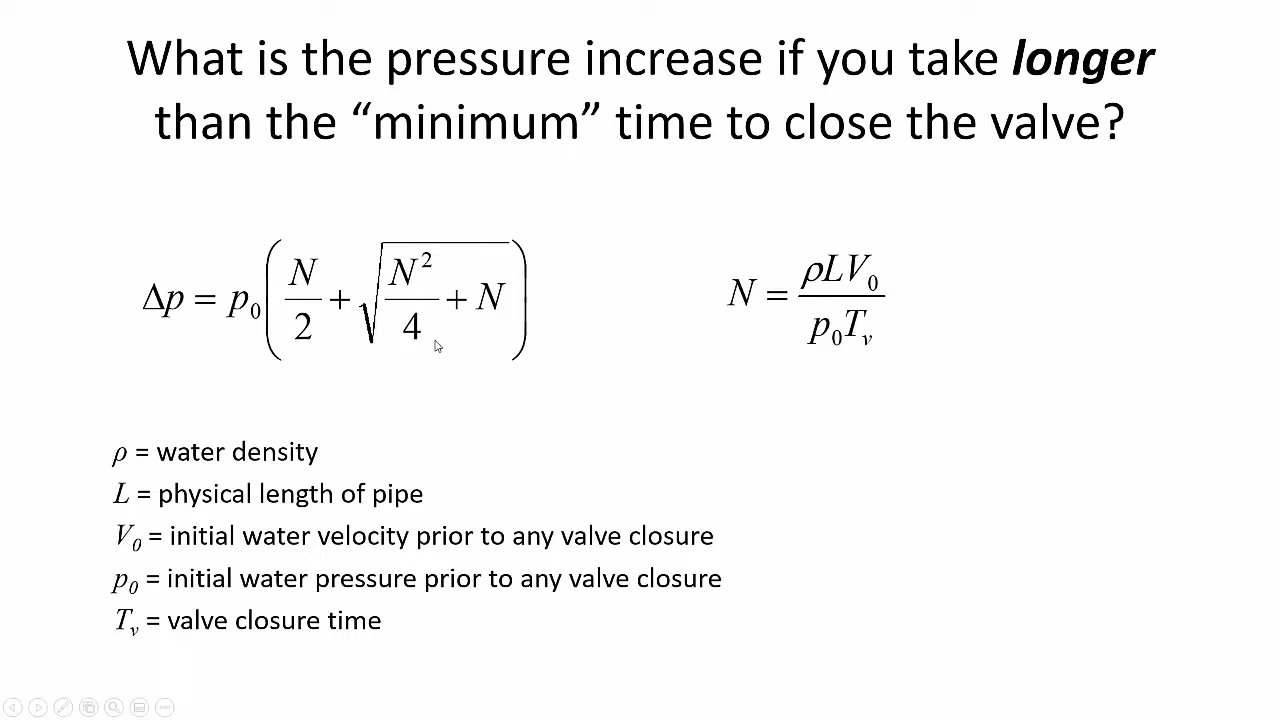 What is the pressure increase if you take longer
than the “minimum” time to close the valve?
Δp = p₀(N/2 + √(N²/4 + N))
N = ρLV₀/p₀Tᵥ
ρ = water density
L = physical length of pipe
V₀ = initial water velocity prior to any valve closure
p₀ = initial water pressure prior to any valve closure
Tᵥ = valve closure time